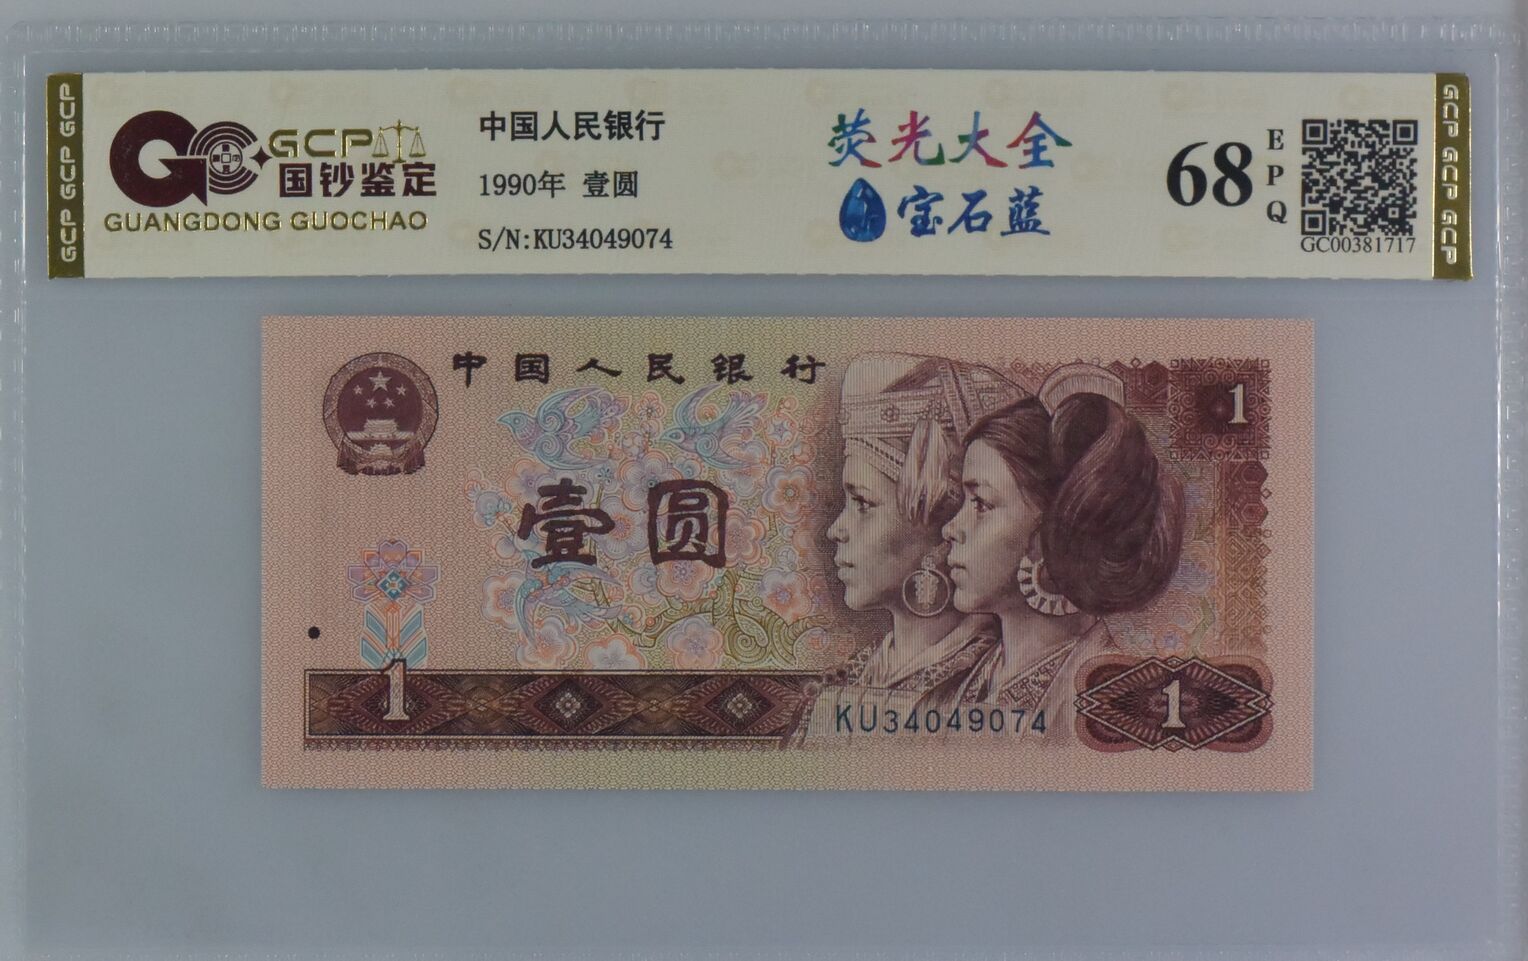 GCP GCP GCP
GCP
国钞鉴定
GUANGDONG GUOCHAO
中国人民银行
1990年 壹圆
S/N:KU34049074
荧光大全
宝石蓝
68
EPQ
GC00381717
GCP GCP GCP
中国人民银行
1
壹圆
1
KU34049074
1